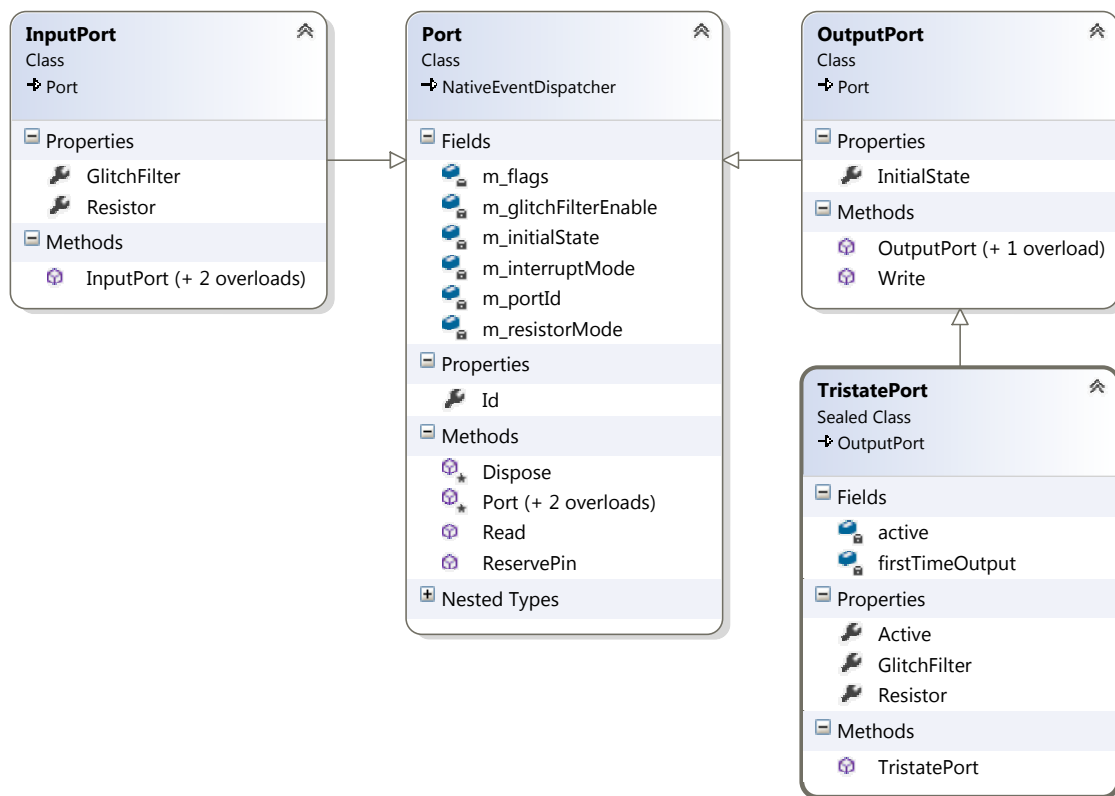 InputPort
Class
Port
Properties
GlitchFilter
Resistor
Methods
InputPort (+ 2 overloads)
Port
Class
NativeEventDispatcher
Fields
m_flags
m_glitchFilterEnable
m_initialState
m_interruptMode
m_portId
m_resistorMode
Properties
Id
Methods
Dispose
Port (+ 2 overloads)
Read
ReservePin
Nested Types
OutputPort
Class
Port
Properties
InitialState
Methods
OutputPort (+ 1 overload)
Write
TristatePort
Sealed Class
OutputPort
Fields
active
firstTimeOutput
Properties
Active
GlitchFilter
Resistor
Methods
TristatePort